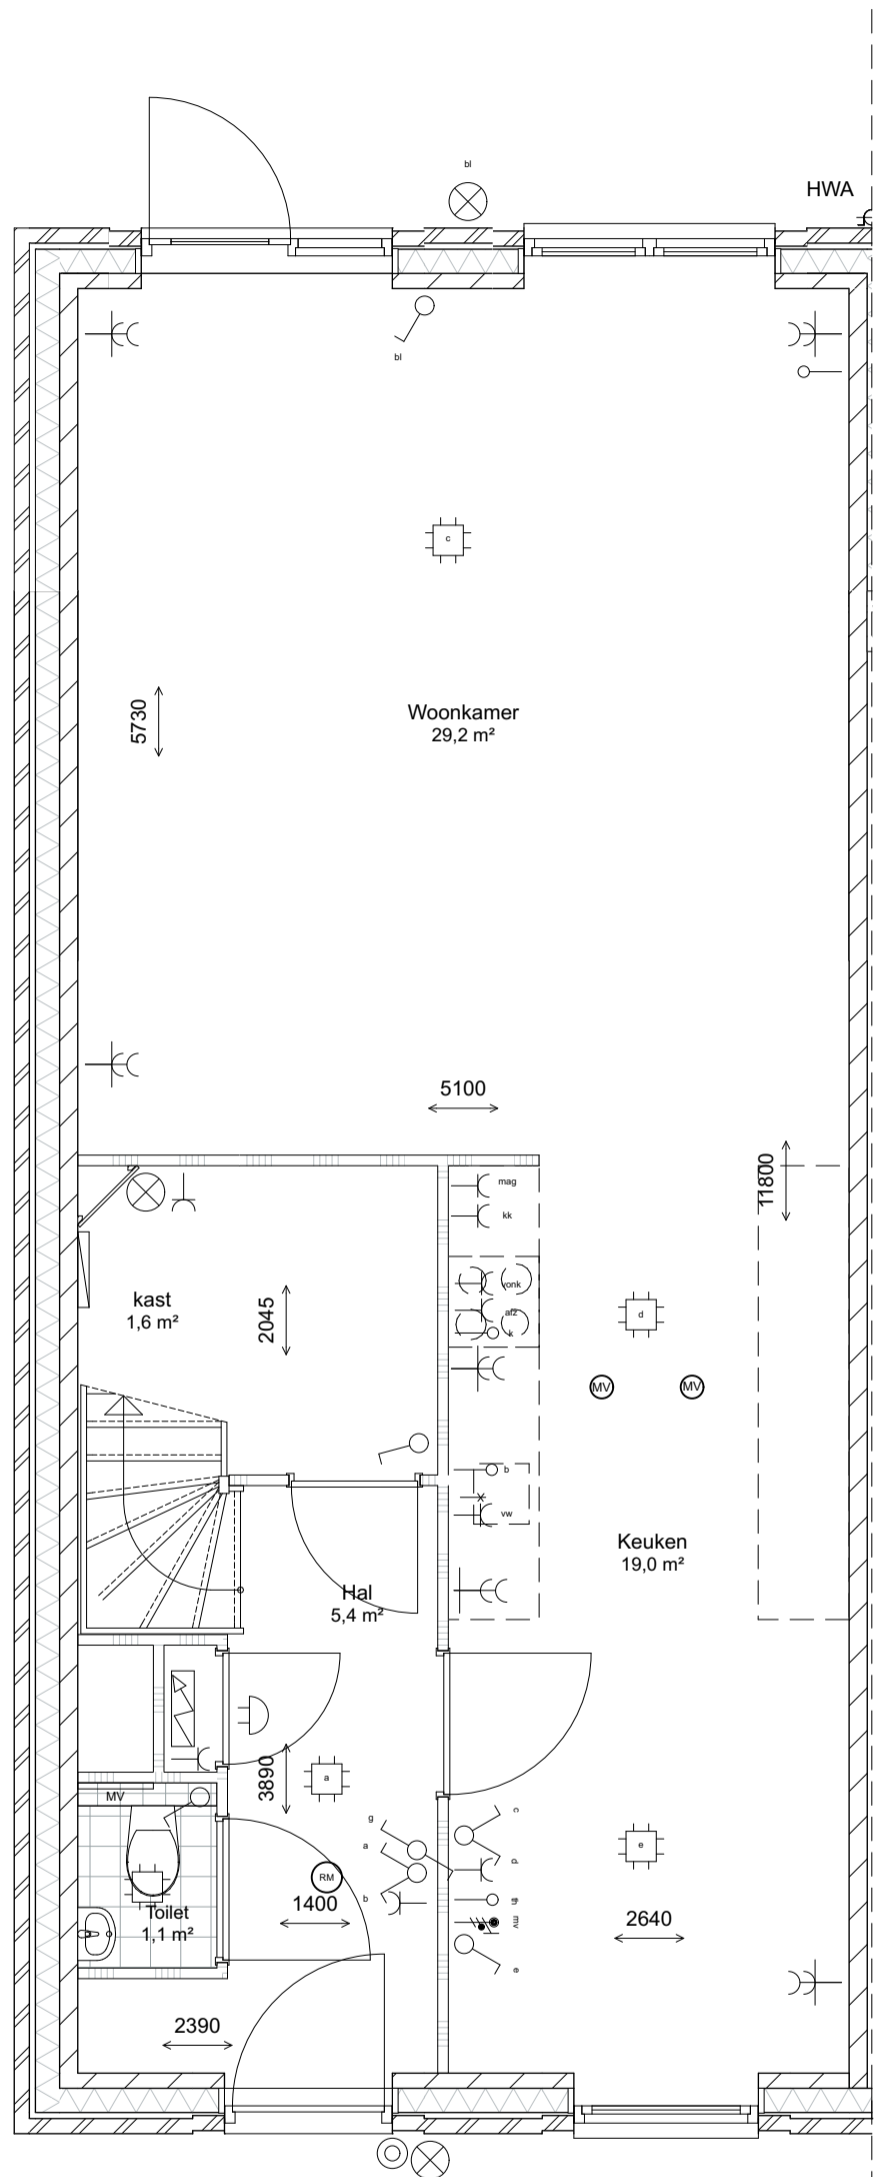 bl
HWA
bl
c
5730
Woonkamer
29,2 m²
5100
11800
mag
kk
vonk
afz
k
kast
1,6 m²
2045
d
MV
MV
b
vw
Keuken
19,0 m²
Hal
5,4 m²
3890
a
MV
g
a
b
c
d
th
mv
e
e
RM
1400
2640
Toilet
1,1 m²
2390